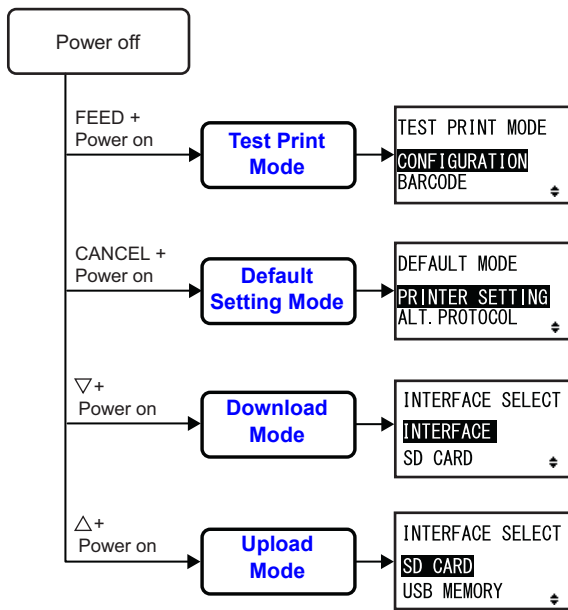 Power off
FEED +
Power on
Test Print
Mode
TEST PRINT MODE
CONFIGURATION
BARCODE
CANCEL +
Power on
Default
Setting Mode
DEFAULT MODE
PRINTER SETTING
ALT.PROTOCOL
▽+
Power on
Download
Mode
INTERFACE SELECT
INTERFACE
SD CARD
△+
Power on
Upload
Mode
INTERFACE SELECT
SD CARD
USB MEMORY